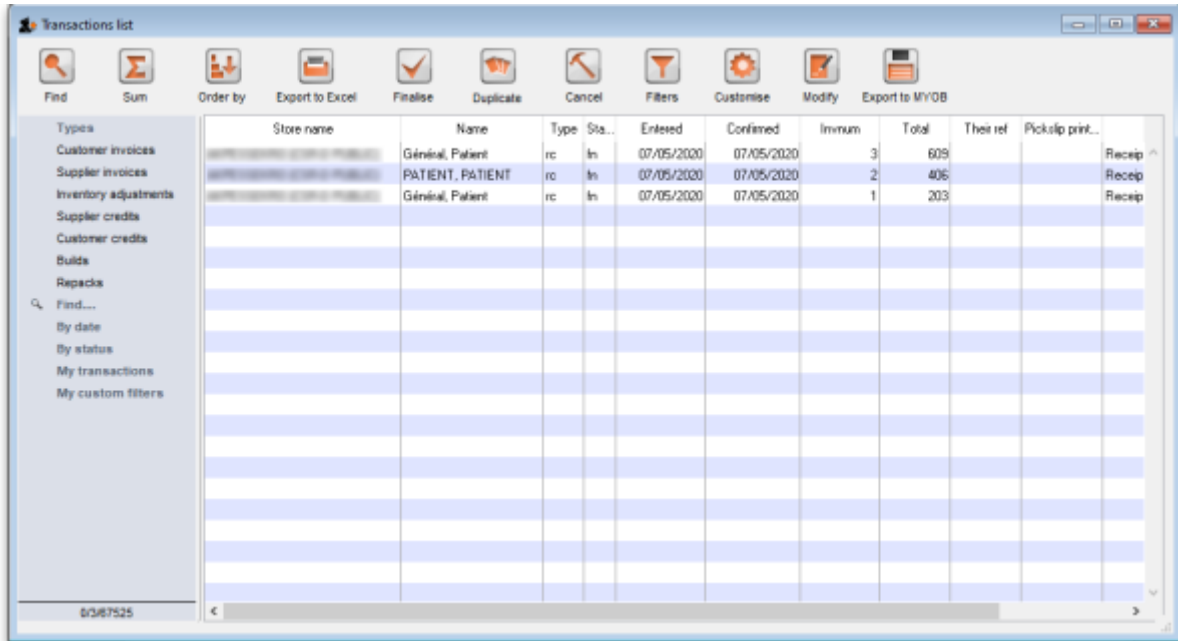 Transactions list
Find Sum Order by Export to Excel Finalise Duplicate Cancel Filters Customise Modify Export to MYOB
Types
Customer invoices
Supplier invoices
Inventory adjustments
Supplier credits
Customer credits
Builds
Repacks
Find....
By date
By status
My transactions
My custom filters
0/3/67525
Store name Name Type Sta... Entered Confirmed Invnum Total Their ref Pickslip print...
Général, Patient rc fn 07/05/2020 07/05/2020 3 609 Receip
PATIENT, PATIENT rc fn 07/05/2020 07/05/2020 2 406 Receip
Général, Patient rc fn 07/05/2020 07/05/2020 1 203 Receip